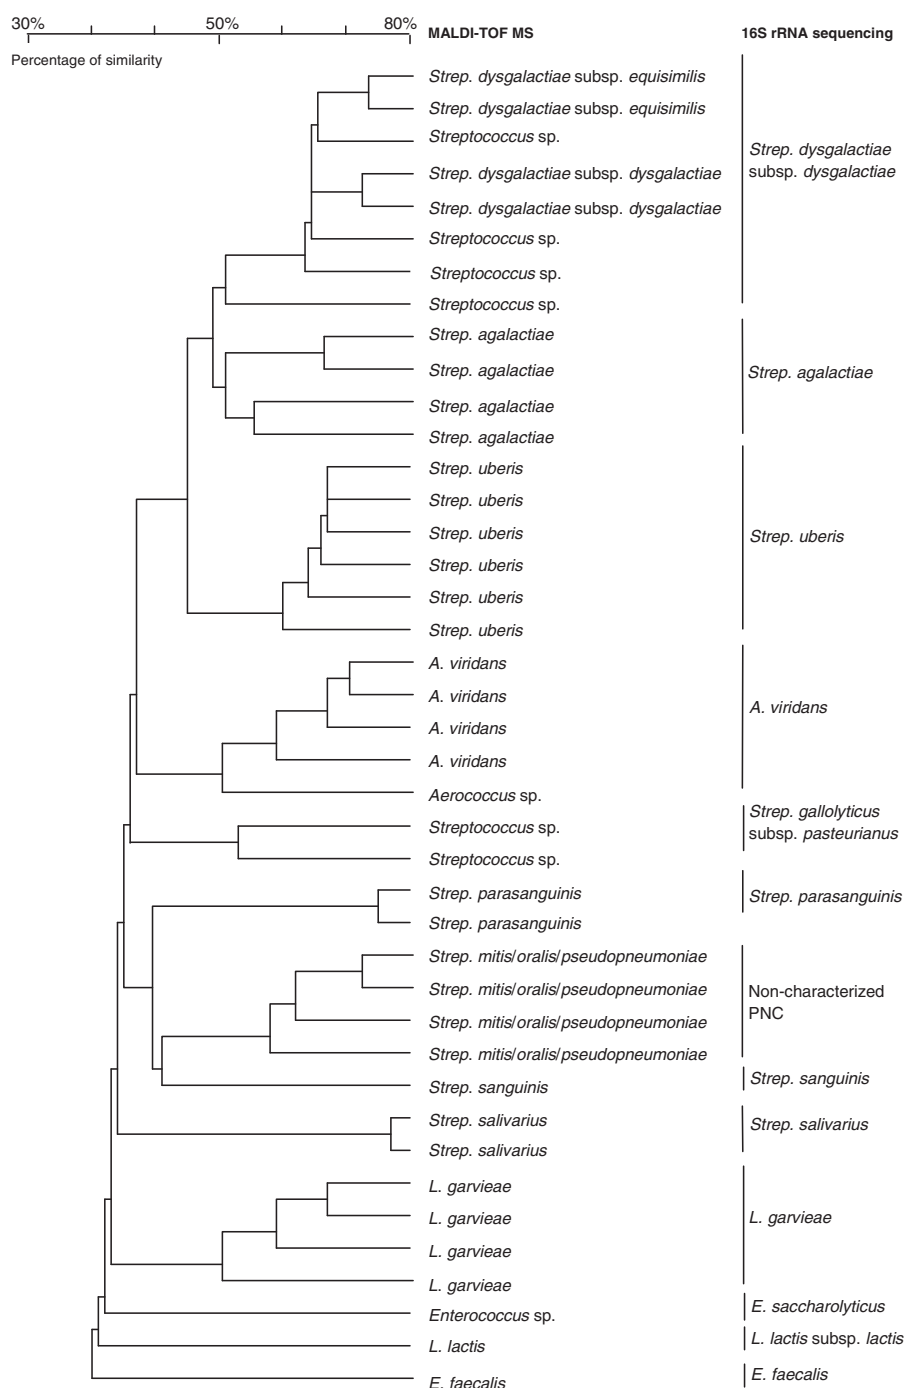 30% 50% 80%
MALDI-TOF MS 16S rRNA sequencing
Percentage of similarity
Strep. dysgalactiae subsp. equisimilis
Strep. dysgalactiae subsp. equisimilis
Streptococcus sp.
Strep. dysgalactiae
subsp. dysgalactiae
Strep. dysgalactiae subsp. dysgalactiae
Strep. dysgalactiae subsp. dysgalactiae
Streptococcus sp.
Streptococcus sp.
Streptococcus sp.
Strep. agalactiae
Strep. agalactiae
Strep. agalactiae
Strep. agalactiae
Strep. agalactiae
Strep. uberis
Strep. uberis
Strep. uberis
Strep. uberis
Strep. uberis
Strep. uberis
Strep. uberis
A. viridans
A. viridans
A. viridans
A. viridans
A. viridans
Aerococcus sp.
Strep. gallolyticus
subsp. pasteurianus
Streptococcus sp.
Streptococcus sp.
Strep. parasanguinis
Strep. parasanguinis
Strep. parasanguinis
Strep. mitis/oralis/pseudopneumoniae
Strep. mitis/oralis/pseudopneumoniae
Non-characterized
PNC
Strep. mitis/oralis/pseudopneumoniae
Strep. mitis/oralis/pseudopneumoniae
Strep. sanguinis
Strep. sanguinis
Strep. salivarius
Strep. salivarius
Strep. salivarius
L. garvieae
L. garvieae
L. garvieae
L. garvieae
L. garvieae
Enterococcus sp.
E. saccharolyticus
L. lactis
L. lactis subsp. lactis
E. faecalis
E. faecalis